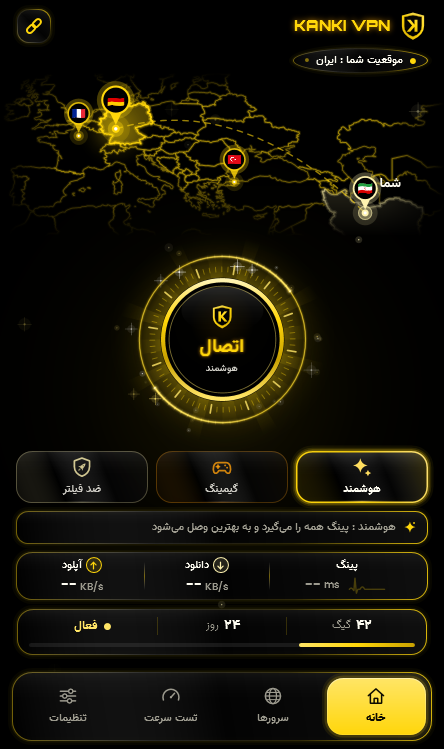 KANKI VPN
موقعیت شما : ایران
شما
K
اتصال
هوشمند
هوشمند
گیمینگ
ضد فیلتر
هوشمند : پینگ همه را می‌گیرد و به بهترین وصل می‌شود
پینگ
دانلود
آپلود
-- ms
-- KB/s
-- KB/s
۴۲ گیگ
۲۴ روز
فعال
خانه
سرورها
تست سرعت
تنظیمات